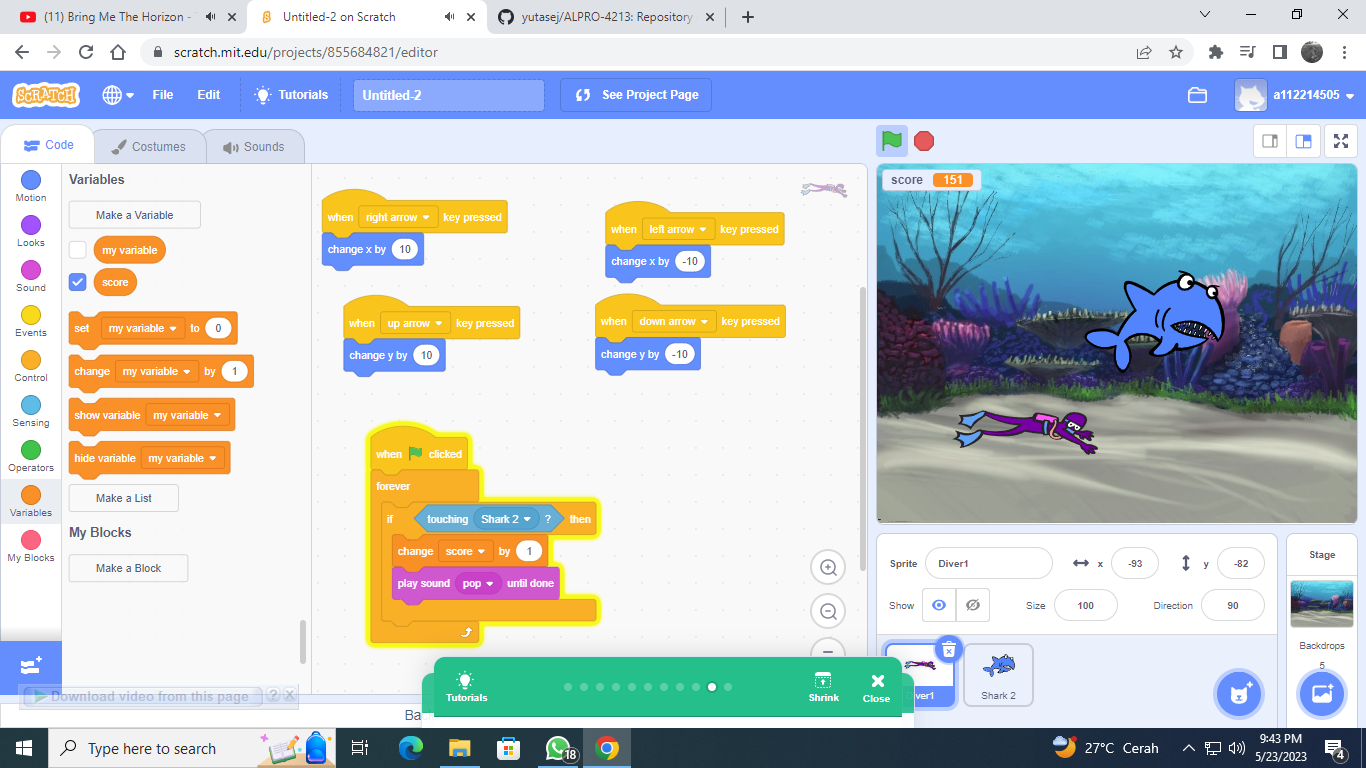 (11) Bring Me The Horizon -
Untitled-2 on Scratch
yutasej/ALPRO-4213: Repository
scratch.mit.edu/projects/855684821/editor
SCRATCH
File
Edit
Tutorials
Untitled-2
See Project Page
a112214505
Code
Costumes
Sounds
Motion
Looks
Sound
Events
Control
Sensing
Operators
Variables
My Blocks
Variables
Make a Variable
my variable
score
set my variable to 0
change my variable by 1
show variable my variable
hide variable my variable
Make a List
My Blocks
Make a Block
when right arrow key pressed
change x by 10
when left arrow key pressed
change x by -10
when up arrow key pressed
change y by 10
when down arrow key pressed
change y by -10
when clicked
forever
if touching Shark 2 ? then
change score by 1
play sound pop until done
score 151
Sprite Diver1 x -93 y -82
Show Size 100 Direction 90
Diver1
Shark 2
Stage
Backdrops
5
Download video from this page ? X
Ba
Tutorials
Shrink
Close
Type here to search
18
27°C Cerah
9:43 PM
5/23/2023
4